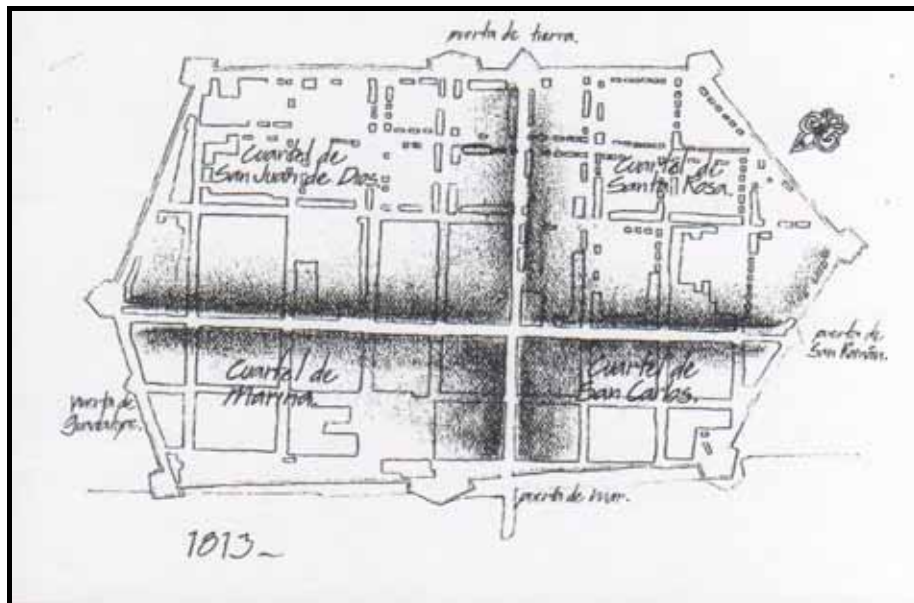 puerta de tierra.
Cuartel de
San Juan de Dios.
Cuartel de
Santa Rosa.
puerta de
San Román.
Cuartel de
Marina.
Cuartel de
San Carlos.
puerta de
Guadalupe.
puerta de mar.
1813_